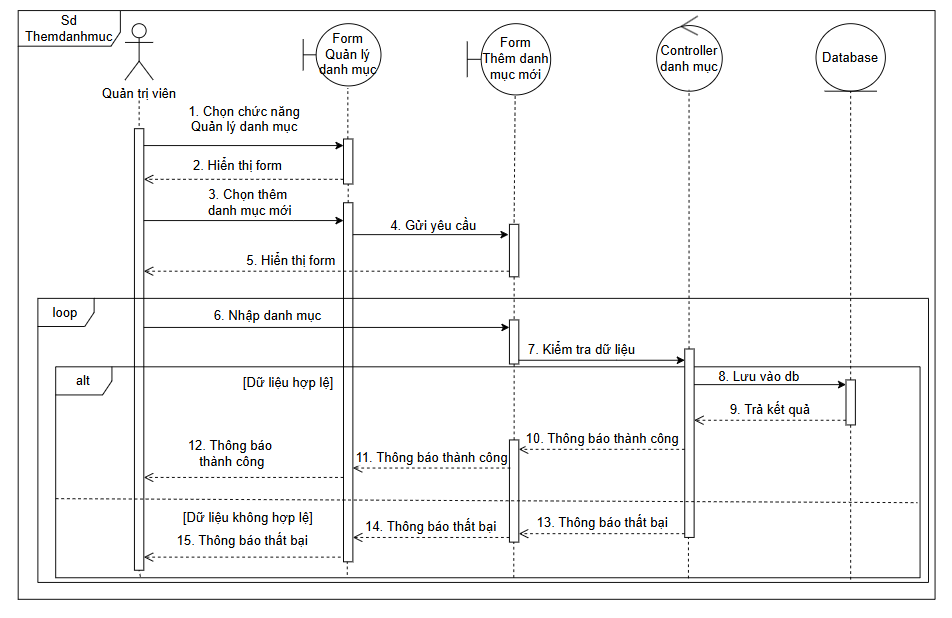 Sd
Themdanhmuc
Form
Quản lý
danh mục
Form
Thêm danh
mục mới
Controller
danh mục
Database
Quản trị viên
1. Chọn chức năng
Quản lý danh mục
2. Hiển thị form
3. Chọn thêm
danh mục mới
4. Gửi yêu cầu
5. Hiển thị form
loop
6. Nhập danh mục
7. Kiểm tra dữ liệu
alt
[Dữ liệu hợp lệ]
8. Lưu vào db
9. Trả kết quả
10. Thông báo thành công
11. Thông báo thành công
12. Thông báo
thành công
[Dữ liệu không hợp lệ]
13. Thông báo thất bại
14. Thông báo thất bại
15. Thông báo thất bại